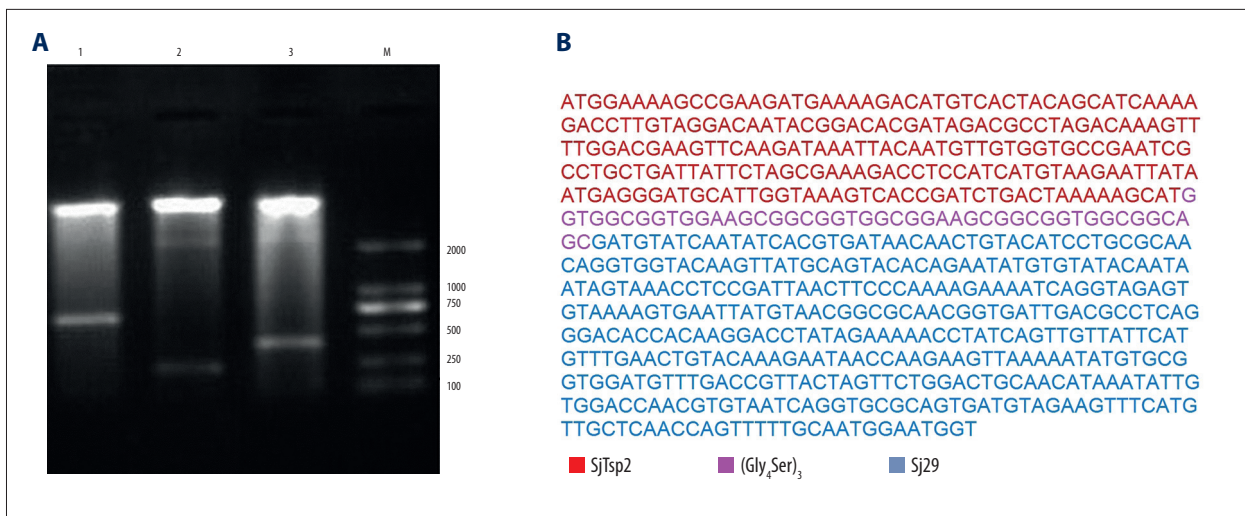 A
1 2 3 M
2000
1000
750
500
250
100
B
ATGGAAAAGCCGAAGATGAAAAGACATGTCACTACAGCATCAAAA
GACCTTGTAGGACAATACGGACACGATAGACGCCTAGACAAAGTT
TTGGACGAAGTTCAAGATAAATTACAATGTTGTGGTGCCGAATCG
CCTGCTGATTATTCTAGCGAAAGACCTCCATCATGTAAGAATTATA
ATGAGGGATGCATTGGTAAAGTCACCGATCTGACTAAAAAGCATG
GTGGCGGTGGAAGCGGCGGTGGCGGAAGCGGCGGTGGCGGCA
GCGATGTATCAATATCACGTGATAACAACTGTACATCCTGCGCAA
CAGGTGGTACAAGTTATGCAGTACACAGAATATGTGTATACAATA
ATAGTAAACCTCCGATTAACTTCCCAAAAGAAAATCAGGTAGAGT
GTAAAAGTGAATTATGTAACGGCGCAACGGTGATTGACGCCTCAG
GGACACCACAAGGACCTATAGAAAAACCTATCAGTTGTTATTCAT
GTTTGAACTGTACAAAGAATAACCAAGAAGTTAAAAATATGTGCG
GTGGATGTTTGACCGTTACTAGTTCTGGACTGCAACATAAATATTG
TGGACCAACGTGTAATCAGGTGCGCAGTGATGTAGAAGTTTCATG
TTGCTCAACCAGTTTTTGCAATGGAATGGT
SjTsp2 (Gly4Ser)3 Sj29